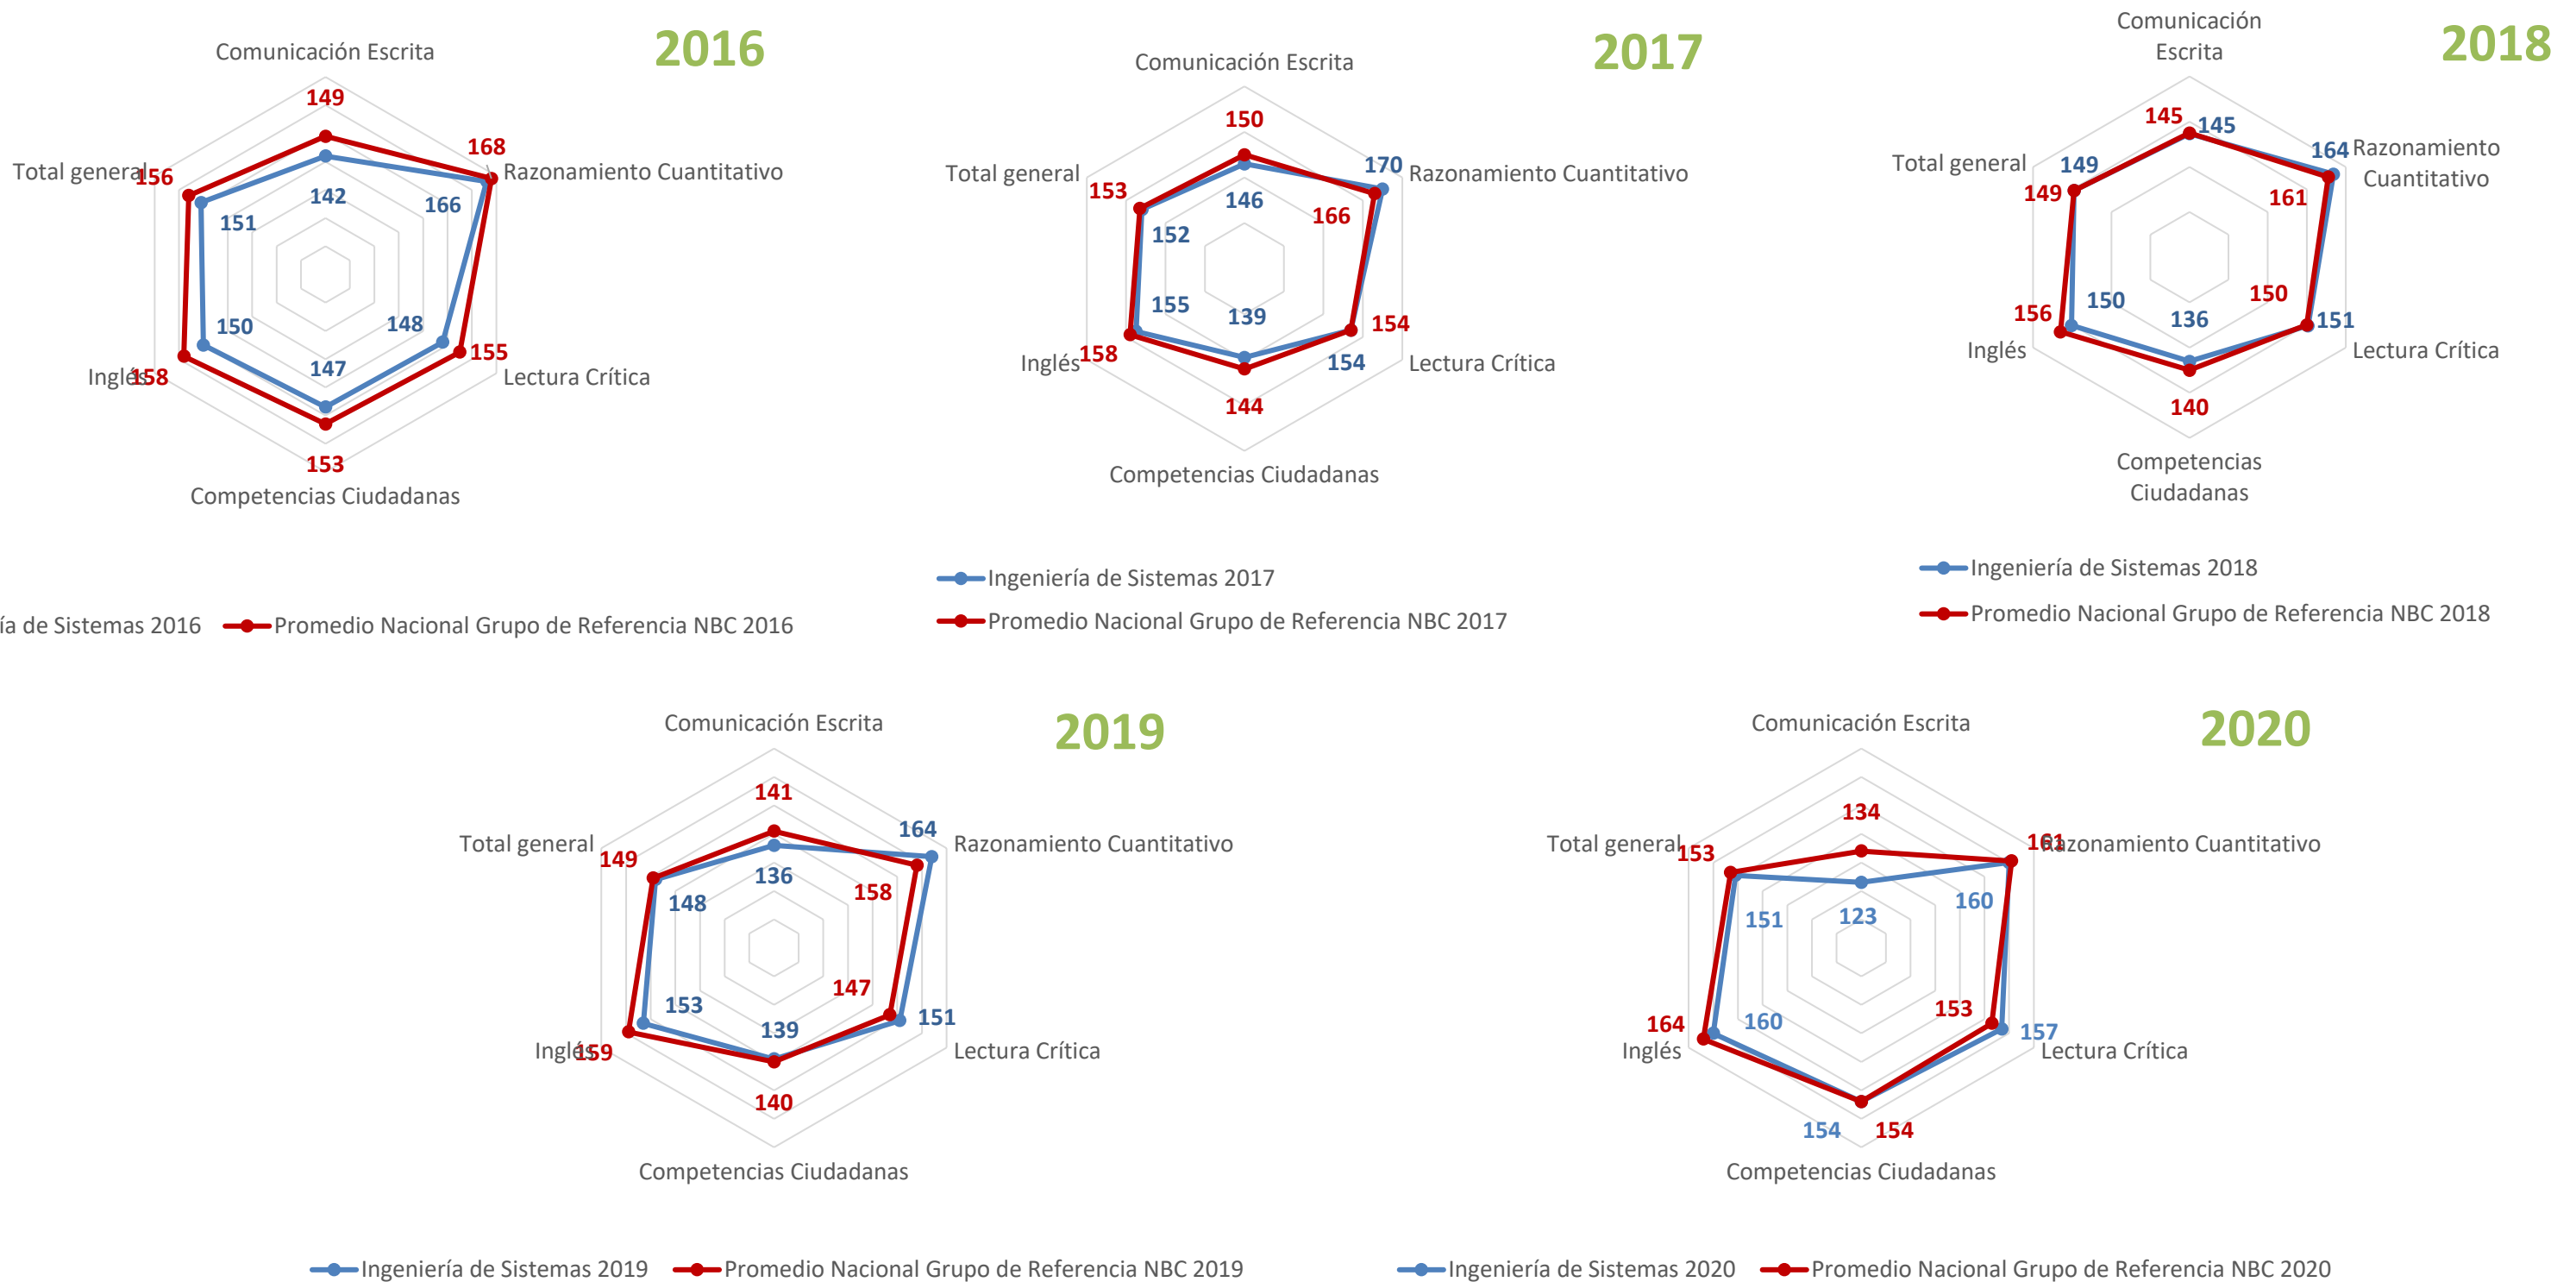 2016
Comunicación Escrita
149
168
Razonamiento Cuantitativo
Total general
156
142
166
151
150
148
147
155
Inglés
158
Lectura Crítica
153
Competencias Ciudadanas
ía de Sistemas 2016
Promedio Nacional Grupo de Referencia NBC 2016
2017
Comunicación Escrita
150
170
Razonamiento Cuantitativo
Total general
153
146
166
152
155
139
154
154
Inglés
158
Lectura Crítica
144
Competencias Ciudadanas
Ingeniería de Sistemas 2017
Promedio Nacional Grupo de Referencia NBC 2017
2018
Comunicación
Escrita
145
145
164
Razonamiento
Cuantitativo
Total general
149
149
161
150
150
156
136
151
Inglés
Lectura Crítica
140
Competencias
Ciudadanas
Ingeniería de Sistemas 2018
Promedio Nacional Grupo de Referencia NBC 2018
2019
Comunicación Escrita
141
164
Razonamiento Cuantitativo
Total general
149
136
158
148
147
153
139
151
Inglés
159
Lectura Crítica
140
Competencias Ciudadanas
Ingeniería de Sistemas 2019
Promedio Nacional Grupo de Referencia NBC 2019
2020
Comunicación Escrita
134
161
Razonamiento Cuantitativo
Total general
153
160
151
123
153
164
160
157
Inglés
Lectura Crítica
154
154
Competencias Ciudadanas
Ingeniería de Sistemas 2020
Promedio Nacional Grupo de Referencia NBC 2020